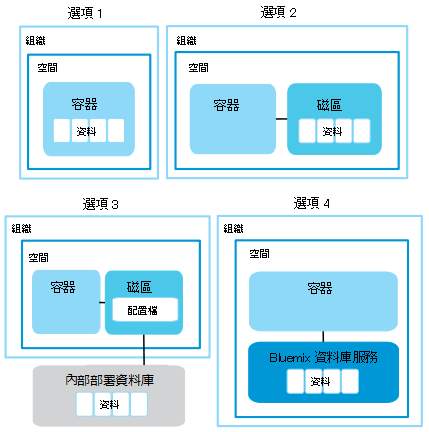 選項 1
組織
空間
容器
資料
選項 2
組織
空間
容器
磁區
資料
選項 3
組織
空間
容器
磁區
配置檔
內部部署資料庫
資料
選項 4
組織
空間
容器
Bluemix 資料庫服務
資料